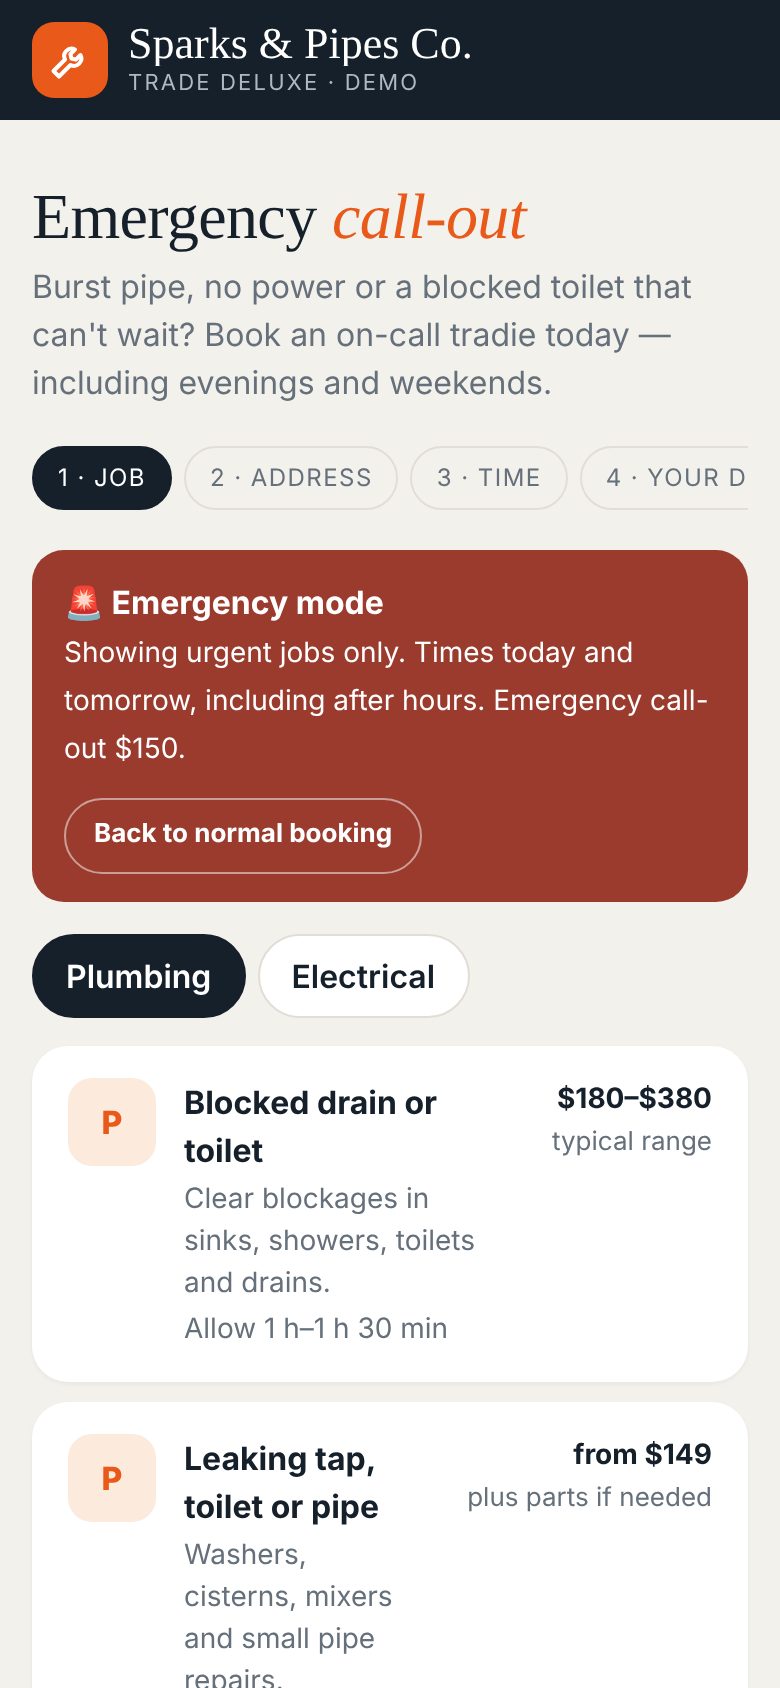 Sparks & Pipes Co.
TRADE DELUXE · DEMO
Emergency call-out
Burst pipe, no power or a blocked toilet that
can't wait? Book an on-call tradie today —
including evenings and weekends.
1 · JOB
2 · ADDRESS
3 · TIME
4 · YOUR D
🚨 Emergency mode
Showing urgent jobs only. Times today and
tomorrow, including after hours. Emergency call-
out $150.
Back to normal booking
Plumbing
Electrical
P
Blocked drain or
toilet
Clear blockages in
sinks, showers, toilets
and drains.
Allow 1 h–1 h 30 min
$180–$380
typical range
P
Leaking tap,
toilet or pipe
Washers,
cisterns, mixers
and small pipe
repairs.
from $149
plus parts if needed